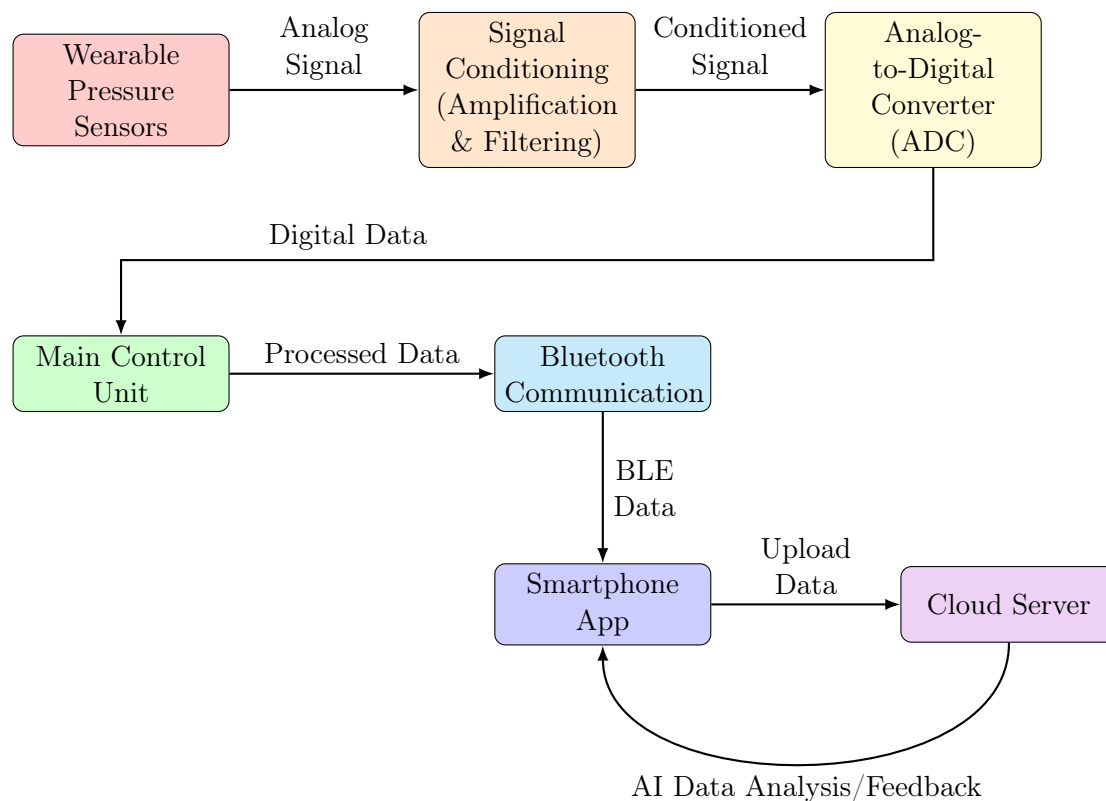 Wearable
Pressure
Sensors
Analog
Signal
Signal
Conditioning
(Amplification
& Filtering)
Conditioned
Signal
Analog-
to-Digital
Converter
(ADC)
Digital Data
Main Control
Unit
Processed Data
Bluetooth
Communication
BLE
Data
Smartphone
App
Upload
Data
Cloud Server
AI Data Analysis/Feedback